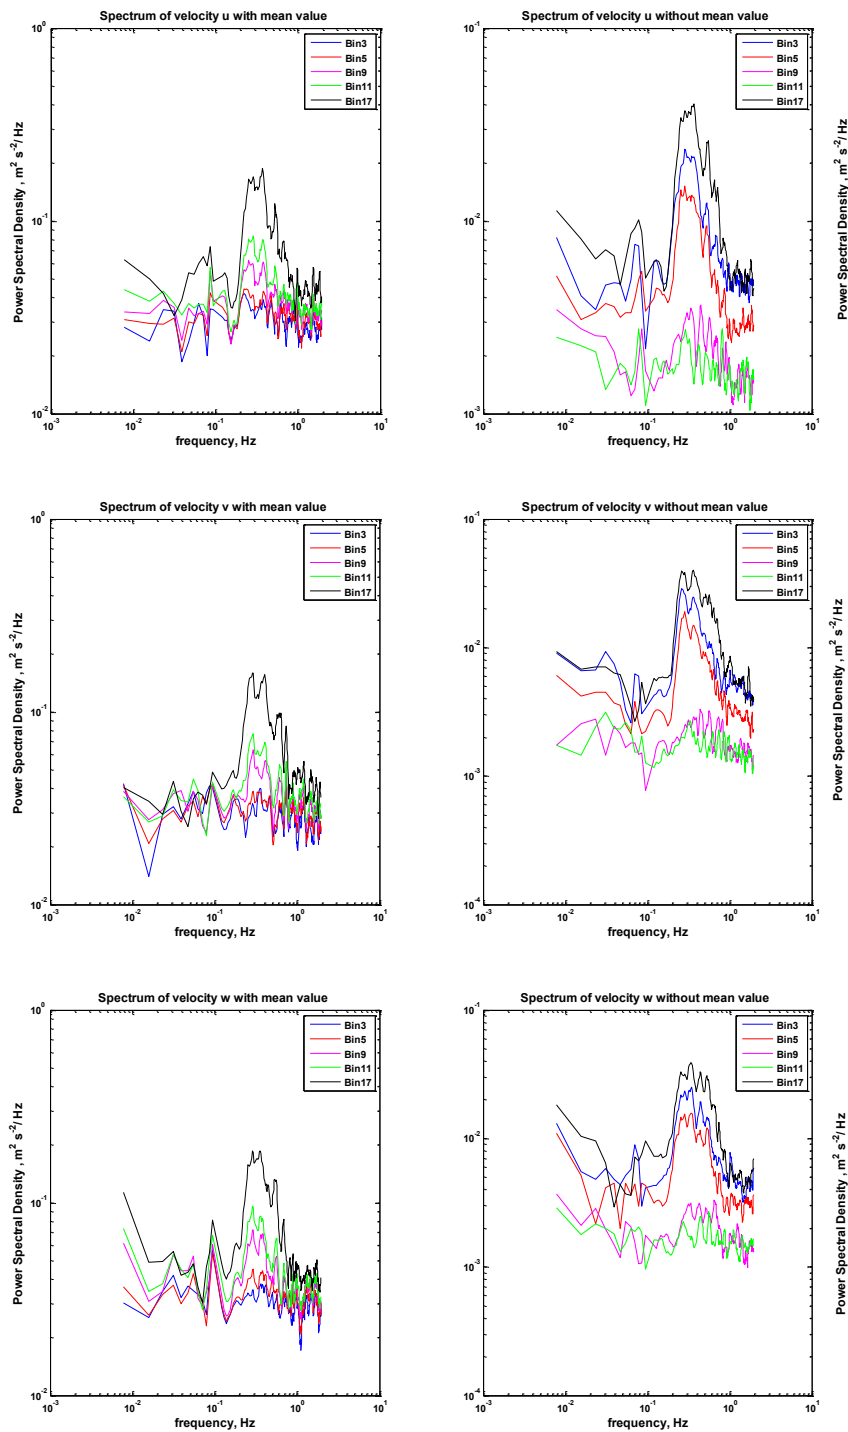 Spectrum of velocity u with mean value
Power Spectral Density , m² s⁻²/ Hz
10⁰
10⁻¹
10⁻²
Bin3
Bin5
Bin9
Bin11
Bin17
10⁻³ 10⁻² 10⁻¹ 10⁰ 10¹
frequency, Hz
Spectrum of velocity u without mean value
Power Spectral Density , m² s⁻²/ Hz
10⁰
10⁻¹
10⁻²
10⁻³
Bin3
Bin5
Bin9
Bin11
Bin17
10⁻³ 10⁻² 10⁻¹ 10⁰ 10¹
frequency, Hz
Spectrum of velocity v with mean value
Power Spectral Density , m² s⁻²/ Hz
10⁰
10⁻¹
10⁻²
Bin3
Bin5
Bin9
Bin11
Bin17
10⁻³ 10⁻² 10⁻¹ 10⁰ 10¹
frequency, Hz
Spectrum of velocity v without mean value
Power Spectral Density , m² s⁻²/ Hz
10⁻¹
10⁻²
10⁻³
10⁻⁴
Bin3
Bin5
Bin9
Bin11
Bin17
10⁻³ 10⁻² 10⁻¹ 10⁰ 10¹
frequency, Hz
Spectrum of velocity w with mean value
Power Spectral Density , m² s⁻²/ Hz
10⁰
10⁻¹
10⁻²
Bin3
Bin5
Bin9
Bin11
Bin17
10⁻³ 10⁻² 10⁻¹ 10⁰ 10¹
frequency, Hz
Spectrum of velocity w without mean value
Power Spectral Density , m² s⁻²/ Hz
10⁻¹
10⁻²
10⁻³
10⁻⁴
Bin3
Bin5
Bin9
Bin11
Bin17
10⁻³ 10⁻² 10⁻¹ 10⁰ 10¹
frequency, Hz